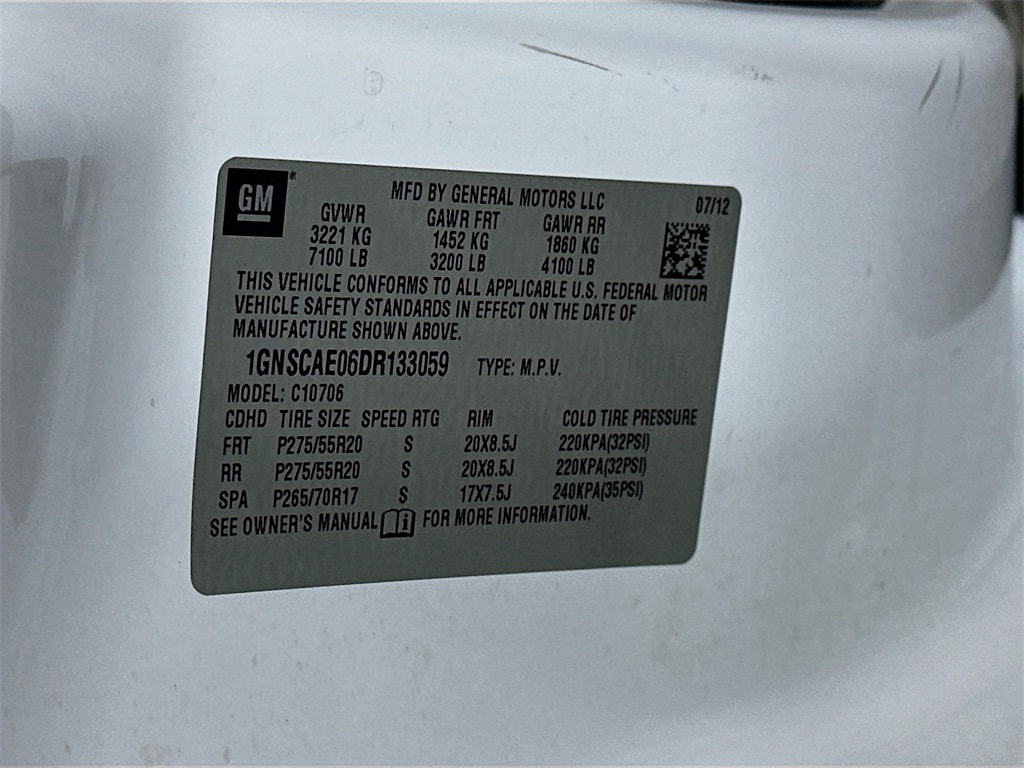 GM
MFD BY GENERAL MOTORS LLC 07/12
GVWR GAWR FRT GAWR RR
3221 KG 1452 KG 1860 KG
7100 LB 3200 LB 4100 LB
THIS VEHICLE CONFORMS TO ALL APPLICABLE U.S. FEDERAL MOTOR
VEHICLE SAFETY STANDARDS IN EFFECT ON THE DATE OF
MANUFACTURE SHOWN ABOVE.
1GNSCAE06DR133059 TYPE: M.P.V.
MODEL: C10706
CDHD TIRE SIZE SPEED RTG RIM COLD TIRE PRESSURE
FRT P275/55R20 S 20X8.5J 220KPA(32PSI)
RR P275/55R20 S 20X8.5J 220KPA(32PSI)
SPA P265/70R17 S 17X7.5J 240KPA(35PSI)
SEE OWNER'S MANUAL FOR MORE INFORMATION.